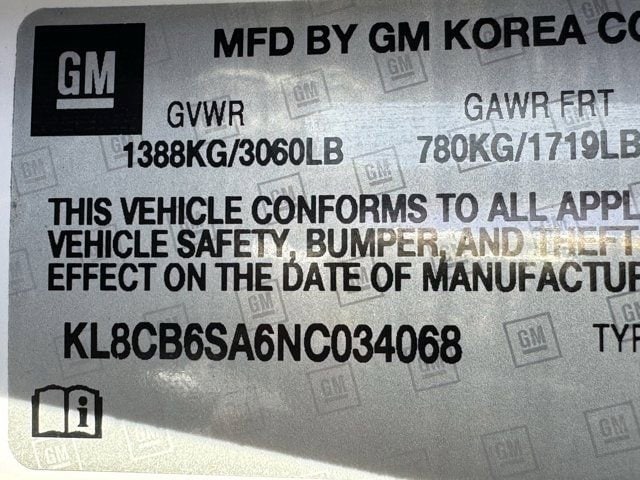 GM
MFD BY GM KOREA CO
GVWR
GAWR FRT
1388KG/3060LB
780KG/1719LB
THIS VEHICLE CONFORMS TO ALL APPL
VEHICLE SAFETY, BUMPER, AND THEFT
EFFECT ON THE DATE OF MANUFACTUR
KL8CB6SA6NC034068
TYP
i